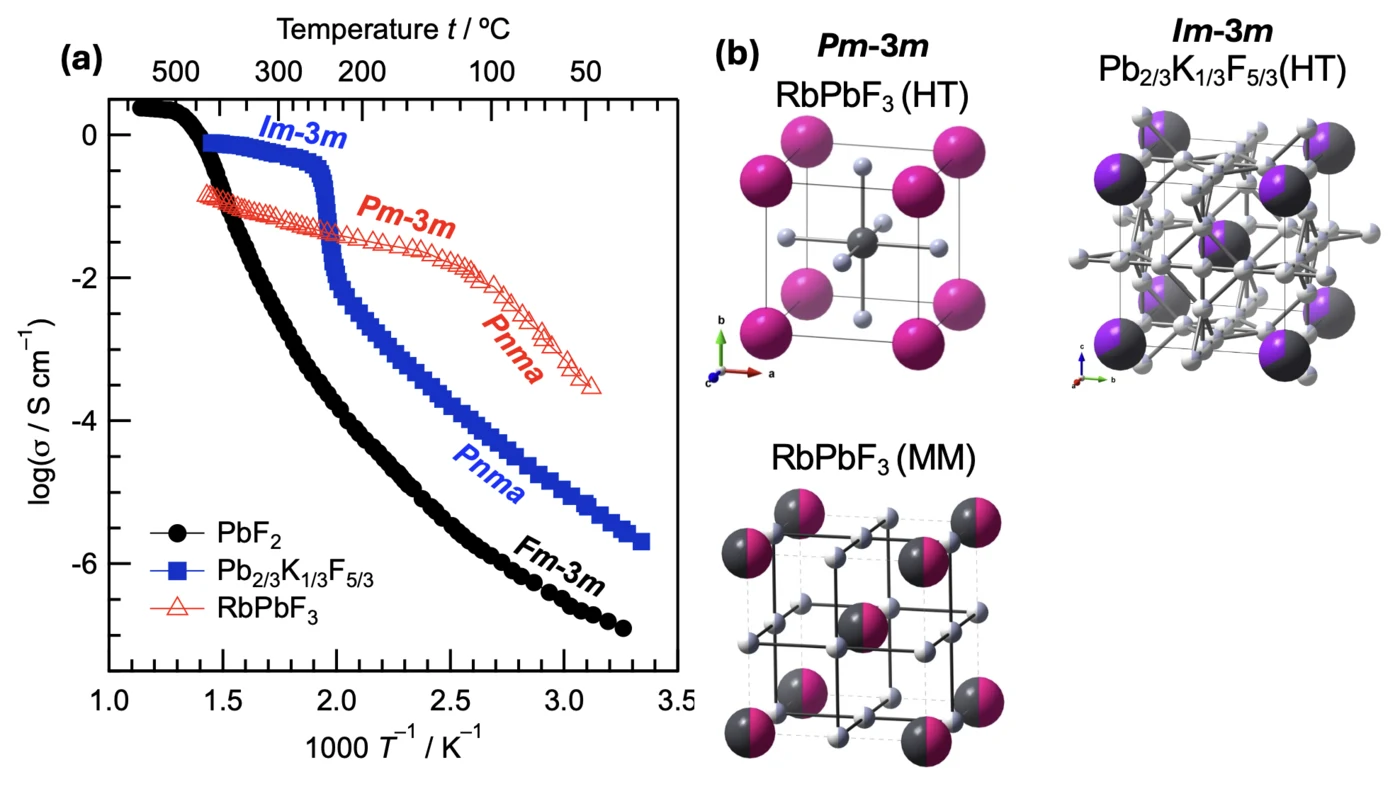 (a)
Temperature t / ºC
500 300 200 100 50
0
-2
-4
-6
log(σ / S cm⁻¹)
Im-3m
Pm-3m
Pnma
Pnma
Fm-3m
PbF₂
Pb₂/₃K₁/₃F₅/₃
RbPbF₃
1.0 1.5 2.0 2.5 3.0 3.5
1000 T⁻¹ / K⁻¹
(b)
Pm-3m
RbPbF₃ (HT)
b
a
c
Im-3m
Pb₂/₃K₁/₃F₅/₃(HT)
c
b
a
RbPbF₃ (MM)